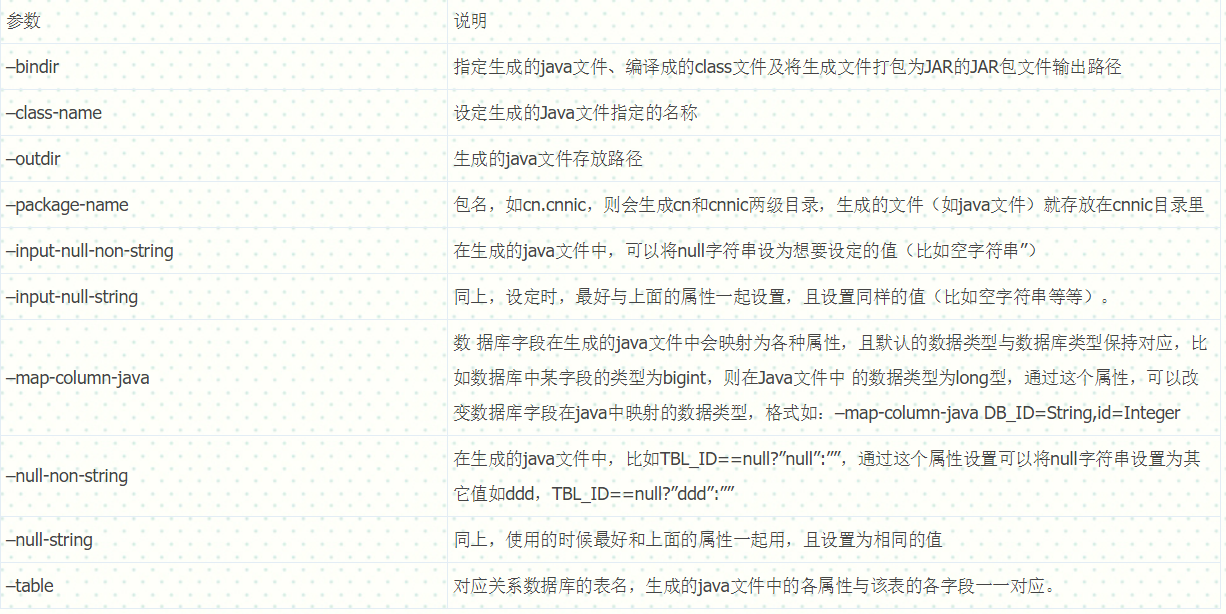 参数 说明
–bindir 指定生成的java文件、编译成的class文件及将生成文件打包为JAR的JAR包文件输出路径
–class-name 设定生成的Java文件指定的名称
–outdir 生成的java文件存放路径
–package-name 包名，如cn.cnnic，则会生成cn和cnnic两级目录，生成的文件（如java文件）就存放在cnnic目录里
–input-null-non-string 在生成的java文件中，可以将null字符串设为想要设定的值（比如空字符串”）
–input-null-string 同上，设定时，最好与上面的属性一起设置，且设置同样的值（比如空字符串等等）。
数 据库字段在生成的java文件中会映射为各种属性，且默认的数据类型与数据库类型保持对应，比
–map-column-java 如数据库中某字段的类型为bigint，则在Java文件中 的数据类型为long型，通过这个属性，可以改
变数据库字段在java中映射的数据类型，格式如：–map-column-java DB_ID=String,id=Integer
–null-non-string 在生成的java文件中，比如TBL_ID==null?”null”:””，通过这个属性设置可以将null字符串设置为其
它值如ddd，TBL_ID==null?”ddd”:””
–null-string 同上，使用的时候最好和上面的属性一起用，且设置为相同的值
–table 对应关系数据库的表名，生成的java文件中的各属性与该表的各字段一一对应。